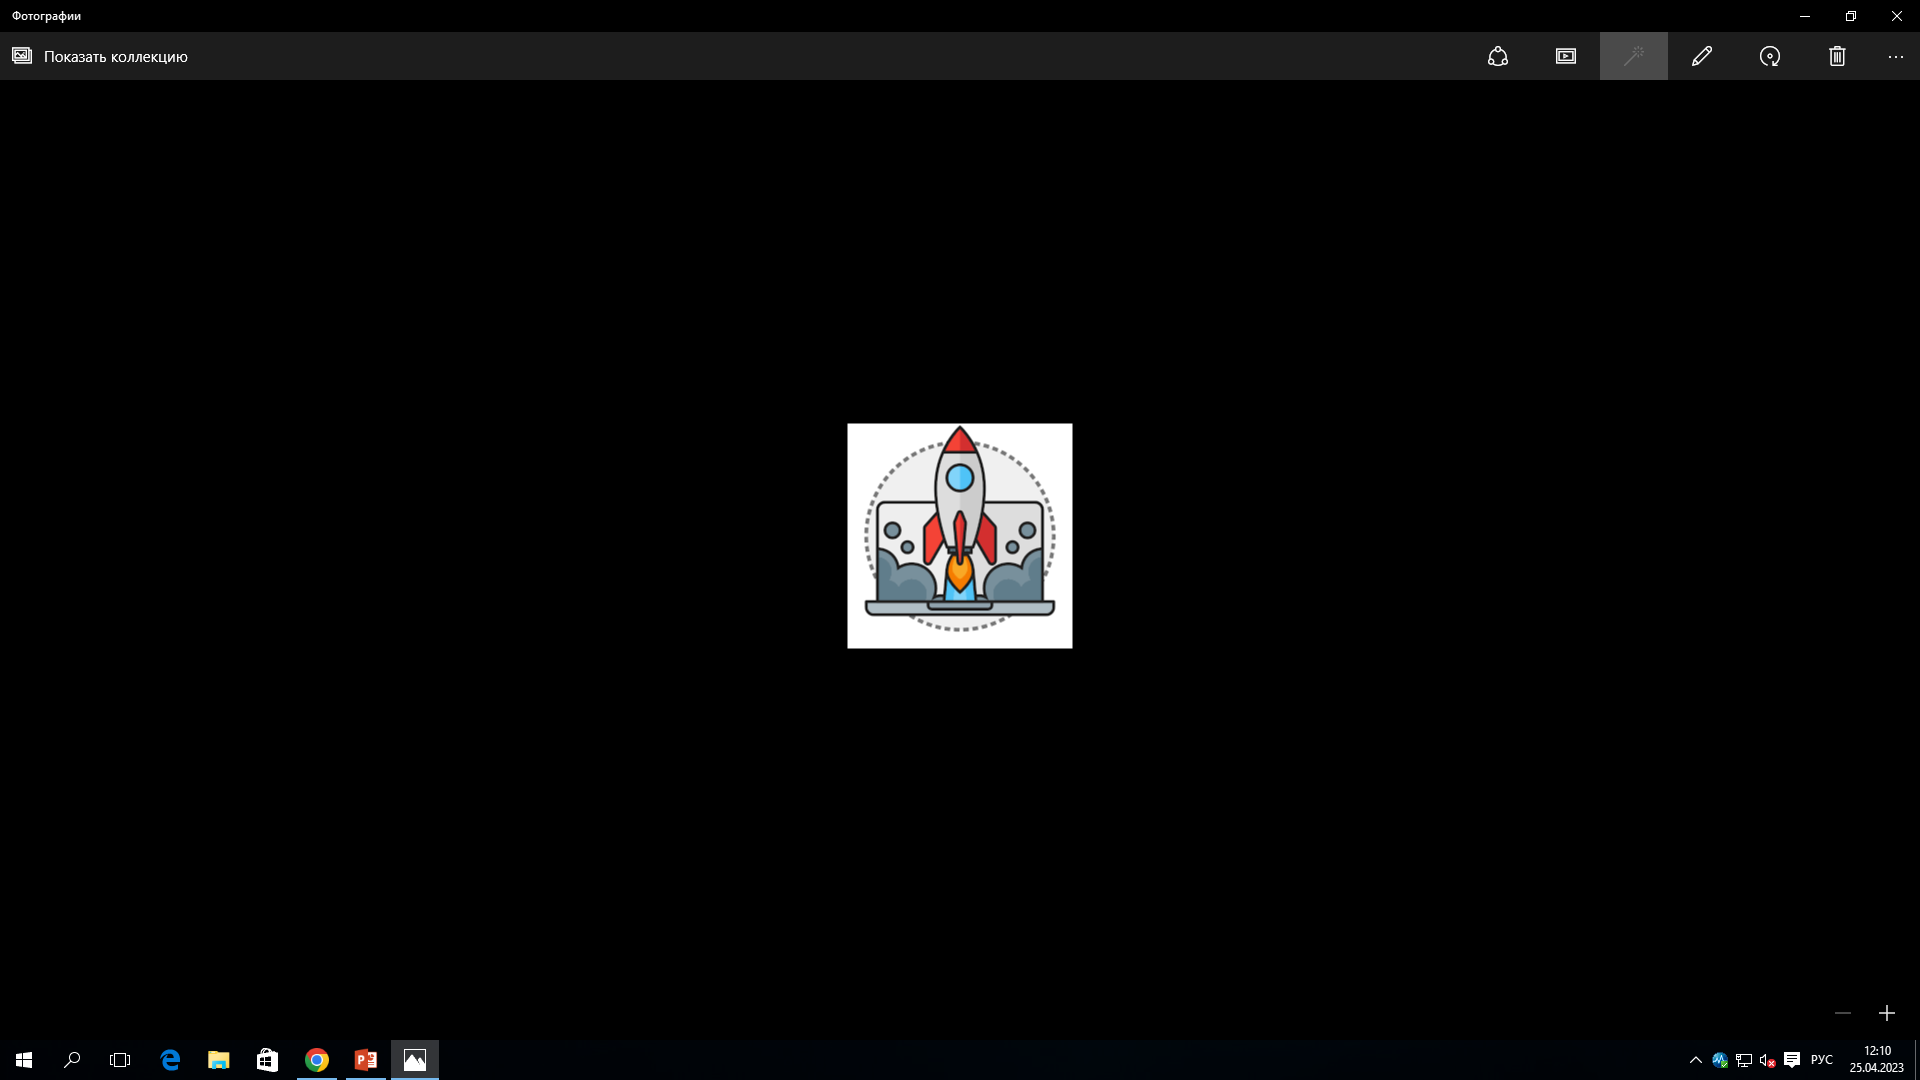 Фотографии
Показать коллекцию
РУС
12:10
25.04.2023